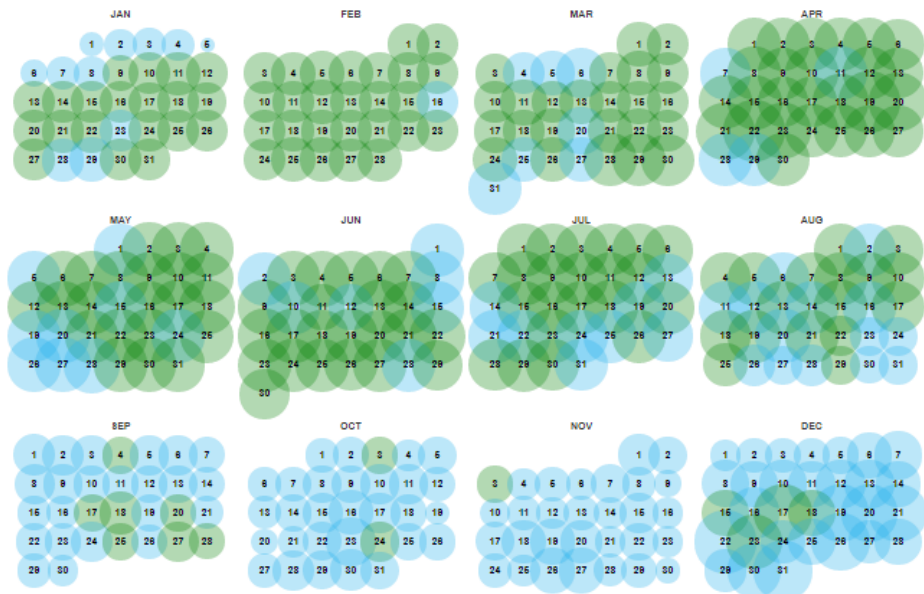 JAN
1 2 3 4 5
6 7 8 9 10 11 12
13 14 15 16 17 18 19
20 21 22 23 24 25 26
27 28 29 30 31
FEB
1 2
3 4 5 6 7 8 9
10 11 12 13 14 15 16
17 18 19 20 21 22 23
24 25 26 27 28
MAR
1 2
3 4 5 6 7 8 9
10 11 12 13 14 15 16
17 18 19 20 21 22 23
24 25 26 27 28 29 30
31
APR
1 2 3 4 5 6
7 8 9 10 11 12 13
14 15 16 17 18 19 20
21 22 23 24 25 26 27
28 29 30
MAY
1 2 3 4
5 6 7 8 9 10 11
12 13 14 15 16 17 18
19 20 21 22 23 24 25
26 27 28 29 30 31
JUN
1
2 3 4 5 6 7 8
9 10 11 12 13 14 15
16 17 18 19 20 21 22
23 24 25 26 27 28 29
30
JUL
1 2 3 4 5 6
7 8 9 10 11 12 13
14 15 16 17 18 19 20
21 22 23 24 25 26 27
28 29 30 31
AUG
1 2 3
4 5 6 7 8 9 10
11 12 13 14 15 16 17
18 19 20 21 22 23 24
25 26 27 28 29 30 31
SEP
1 2 3 4 5 6 7
8 9 10 11 12 13 14
15 16 17 18 19 20 21
22 23 24 25 26 27 28
29 30
OCT
1 2 3 4 5
6 7 8 9 10 11 12
13 14 15 16 17 18 19
20 21 22 23 24 25 26
27 28 29 30 31
NOV
1 2
3 4 5 6 7 8 9
10 11 12 13 14 15 16
17 18 19 20 21 22 23
24 25 26 27 28 29 30
DEC
1 2 3 4 5 6 7
8 9 10 11 12 13 14
15 16 17 18 19 20 21
22 23 24 25 26 27 28
29 30 31